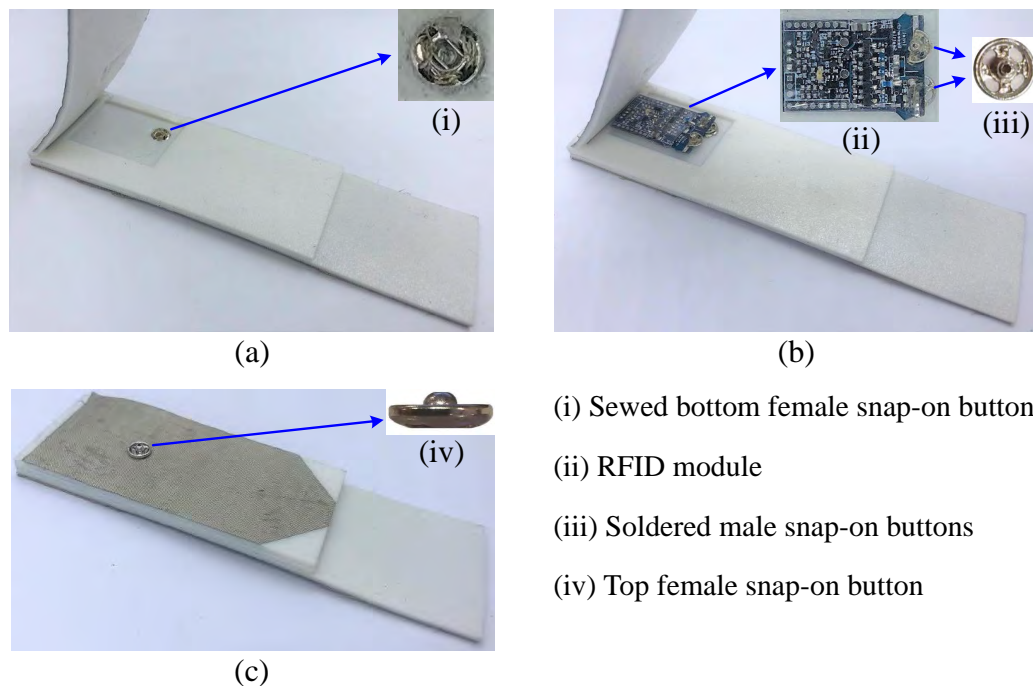 (i)
(ii)
(iii)
(a)
(b)
(iv)
(c)
(i) Sewed bottom female snap-on button
(ii) RFID module
(iii) Soldered male snap-on buttons
(iv) Top female snap-on button